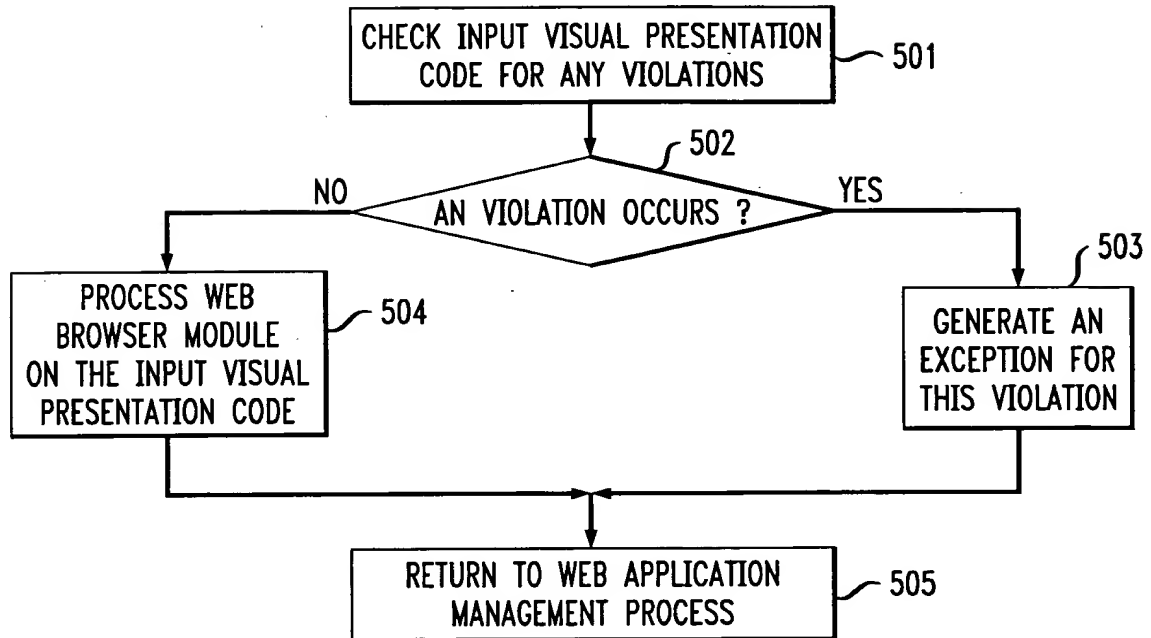 CHECK INPUT VISUAL PRESENTATION
CODE FOR ANY VIOLATIONS
501
502
NO
AN VIOLATION OCCURS ?
YES
503
PROCESS WEB
BROWSER MODULE
ON THE INPUT VISUAL
PRESENTATION CODE
504
GENERATE AN
EXCEPTION FOR
THIS VIOLATION
RETURN TO WEB APPLICATION
MANAGEMENT PROCESS
505